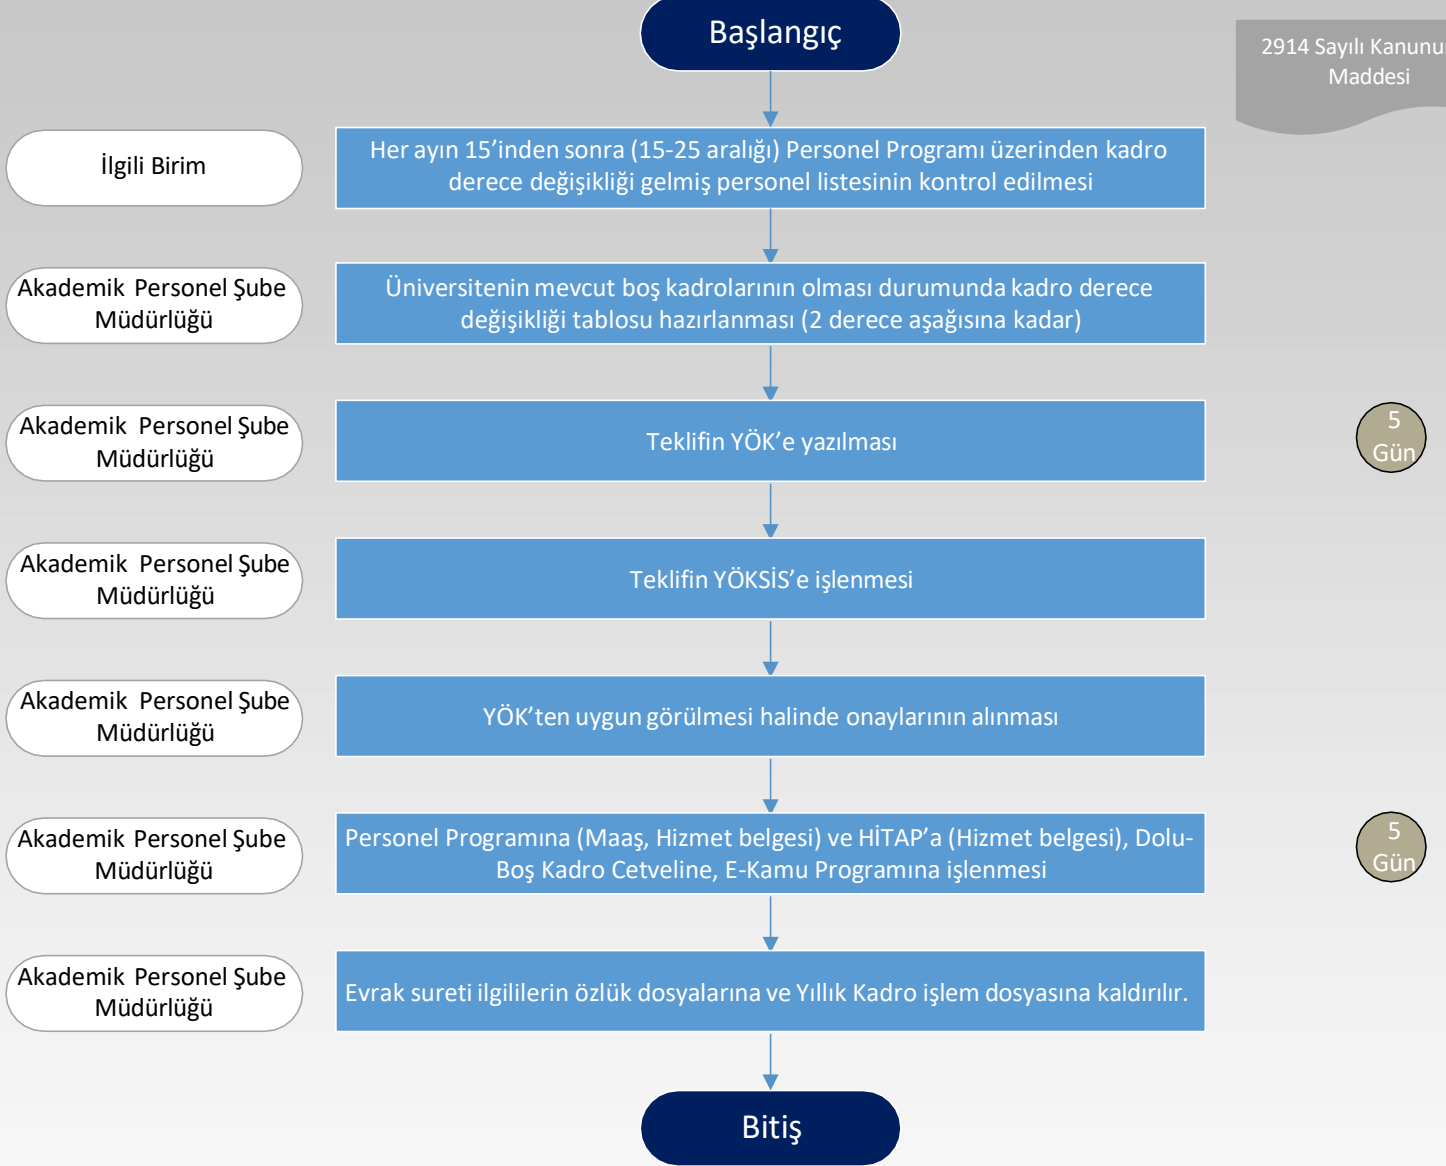 Başlangıç
2914 Sayılı Kanunu
Maddesi
İlgili Birim
Her ayın 15’inden sonra (15-25 aralığı) Personel Programı üzerinden kadro
derece değişikliği gelmiş personel listesinin kontrol edilmesi
Akademik Personel Şube
Müdürlüğü
Üniversitenin mevcut boş kadrolarının olması durumunda kadro derece
değişikliği tablosu hazırlanması (2 derece aşağısına kadar)
Akademik Personel Şube
Müdürlüğü
Teklifin YÖK’e yazılması
5
Gün
Akademik Personel Şube
Müdürlüğü
Teklifin YÖKSİS’e işlenmesi
Akademik Personel Şube
Müdürlüğü
YÖK’ten uygun görülmesi halinde onaylarının alınması
Akademik Personel Şube
Müdürlüğü
Personel Programına (Maaş, Hizmet belgesi) ve HİTAP’a (Hizmet belgesi), Dolu-
Boş Kadro Cetveline, E-Kamu Programına işlenmesi
5
Gün
Akademik Personel Şube
Müdürlüğü
Evrak sureti ilgililerin özlük dosyalarına ve Yıllık Kadro işlem dosyasına kaldırılır.
Bitiş